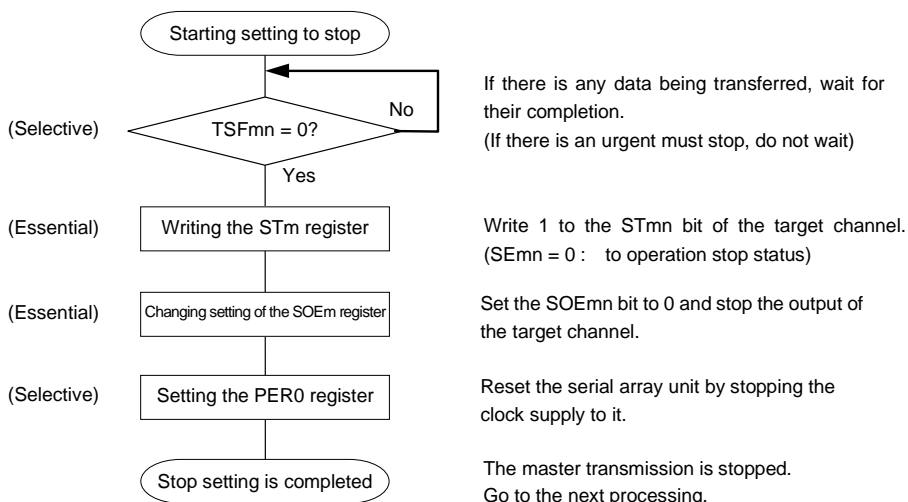 Starting setting to stop
No
If there is any data being transferred, wait for
their completion.
(If there is an urgent must stop, do not wait)
(Selective)
TSFmn = 0?
Yes
(Essential)
Writing the STm register
Write 1 to the STmn bit of the target channel.
(SEmn = 0 : to operation stop status)
(Essential)
Changing setting of the SOEm register
Set the SOEmn bit to 0 and stop the output of
the target channel.
(Selective)
Setting the PER0 register
Reset the serial array unit by stopping the
clock supply to it.
Stop setting is completed
The master transmission is stopped.
Go to the next processing.